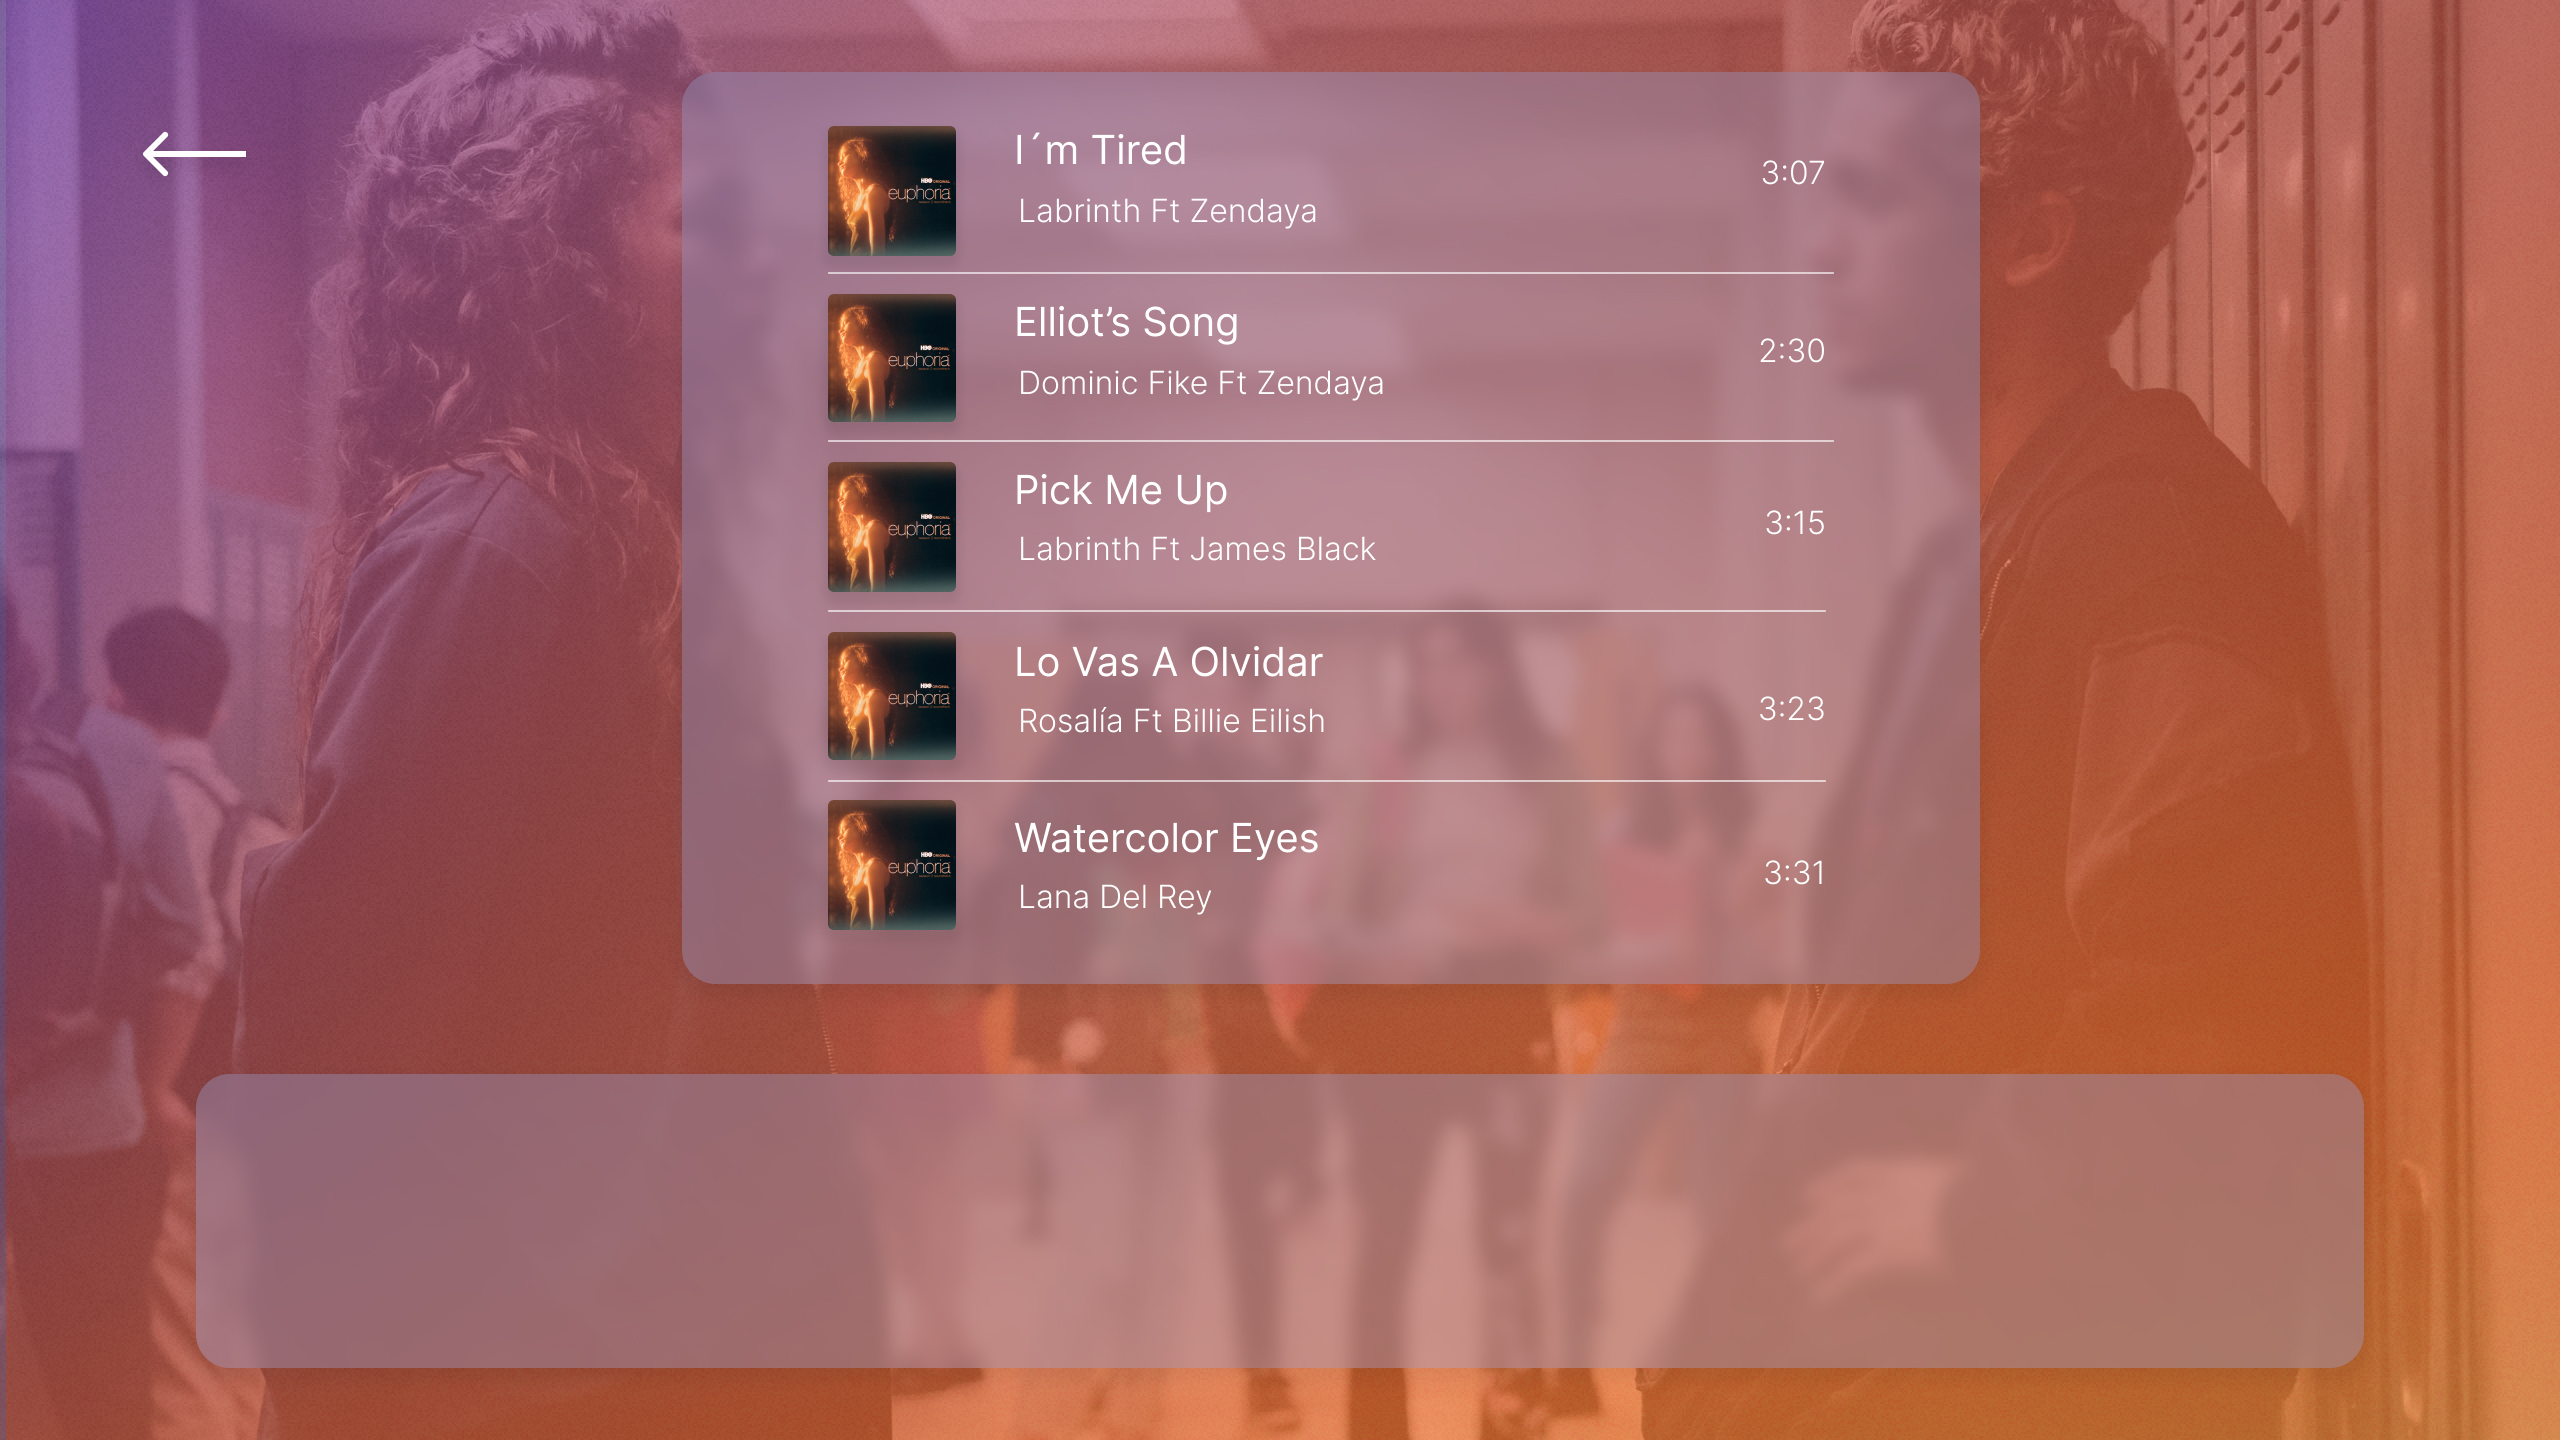 I´m Tired
Labrinth Ft Zendaya
3:07
HBO ORIGINAL
euphoria
Elliot’s Song
Dominic Fike Ft Zendaya
2:30
HBO ORIGINAL
euphoria
Pick Me Up
Labrinth Ft James Black
3:15
HBO ORIGINAL
euphoria
Lo Vas A Olvidar
Rosalía Ft Billie Eilish
3:23
HBO ORIGINAL
euphoria
Watercolor Eyes
Lana Del Rey
3:31
HBO ORIGINAL
euphoria